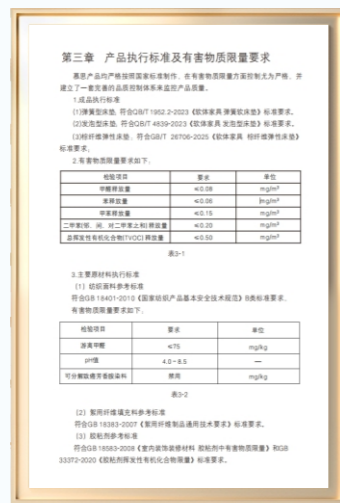 第三章 产品执行标准及有害物质限量要求
慕思产品均严格按照国家标准制作，在有害物质限量方面控制尤为严格，并
建立了一套完善的品质控制体系来监控产品质量。
1.成品执行标准
(1)弹簧型床垫，符合QB/T 1952.2-2023《软体家具 弹簧软床垫》标准要求。
(2)发泡型床垫，符合QB/T 4839-2023《软体家具 发泡型床垫》标准要求。
(3)棕纤维弹性床垫，符合GB/T 26706-2025《软体家具 棕纤维弹性床垫》
标准要求，
2.有害物质限量要求如下，
检验项目 要求 单位
甲醛释放量 ≤0.08 mg/m³
苯释放量 ≤0.06 mg/m³
甲苯释放量 ≤0.15 mg/m³
二甲苯(邻、间、对二甲苯之和)释放量 ≤0.20 mg/m³
总挥发性有机化合物(TVOC)释放量 ≤0.50 mg/m³
表3-1
3.主要原材料执行标准
（1）纺织面料参考标准
符合GB 18401-2010《国家纺织产品基本安全技术规范》B类标准要求，
有害物质限量要求如下，
检验项目 要求 单位
游离甲醛 ≤75 mg/kg
pH值 4.0~8.5 —
可分解致癌芳香胺染料 禁用 mg/kg
表3-2
（2）絮用纤维填充料参考标准
符合GB 18383-2007《絮用纤维制品通用技术要求》标准要求。
（3）胶粘剂参考标准
符合GB 18583-2008《室内装饰装修材料 胶粘剂中有害物质限量》和GB
33372-2020《胶粘剂挥发性有机化合物限量》标准要求。